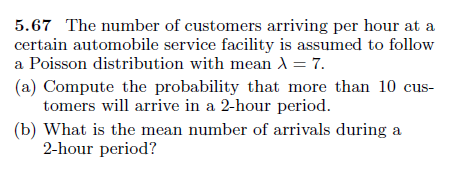 5.67 The number of customers arriving per hour at a
certain automobile service facility is assumed to follow
a Poisson distribution with mean λ = 7.
(a) Compute the probability that more than 10 cus-
tomers will arrive in a 2-hour period.
(b) What is the mean number of arrivals during a
2-hour period?